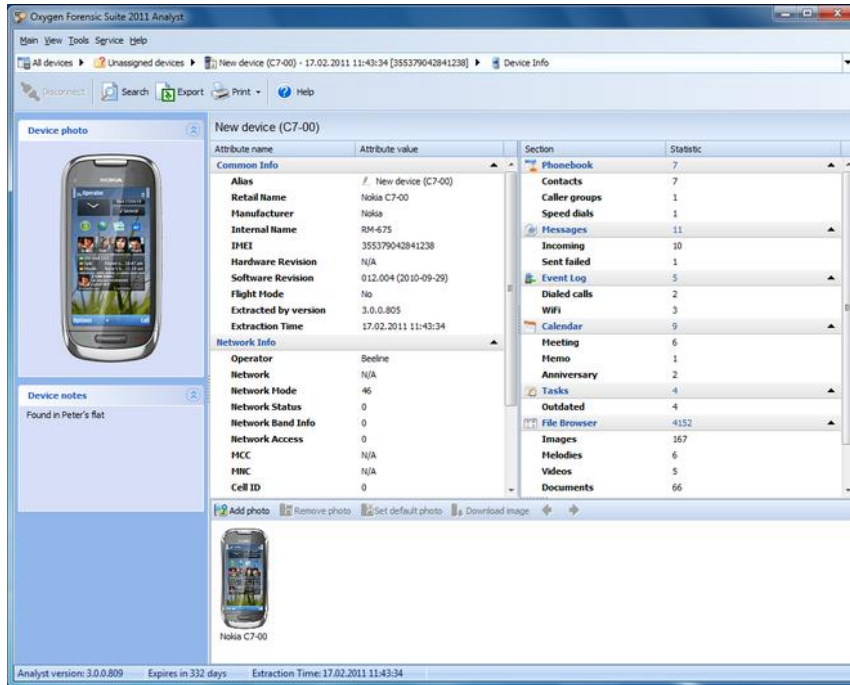 Oxygen Forensic Suite 2011 Analyst
Main View Tools Service Help
All devices Unassigned devices New device (C7-00) - 17.02.2011 11:43:34 [355379042841238] Device Info
Disconnect Search Export Print Help
Device photo
NOKIA
Operator
Options
Call
Device notes
Found in Peter's flat
New device (C7-00)
Attribute name Attribute value
Common Info
Alias New device (C7-00)
Retail Name Nokia C7-00
Manufacturer Nokia
Internal Name RM-675
IMEI 355379042841238
Hardware Revision N/A
Software Revision 012.004 (2010-09-29)
Flight Mode No
Extracted by version 3.0.0.805
Extraction Time 17.02.2011 11:43:34
Network Info
Operator Beeline
Network N/A
Network Mode 46
Network Status 0
Network Band Info 0
Network Access 0
MCC N/A
MNC N/A
Cell ID 0
Section Statistic
Phonebook 7
Contacts 7
Caller groups 1
Speed dials 1
Messages 11
Incoming 10
Sent failed 1
Event Log 5
Dialed calls 2
WiFi 3
Calendar 9
Meeting 6
Memo 1
Anniversary 2
Tasks 4
Outdated 4
File Browser 4152
Images 167
Melodies 6
Videos 5
Documents 66
Add photo Remove photo Set default photo Download image
Nokia C7-00
Analyst version: 3.0.0.809 Expires in 332 days Extraction Time: 17.02.2011 11:43:34